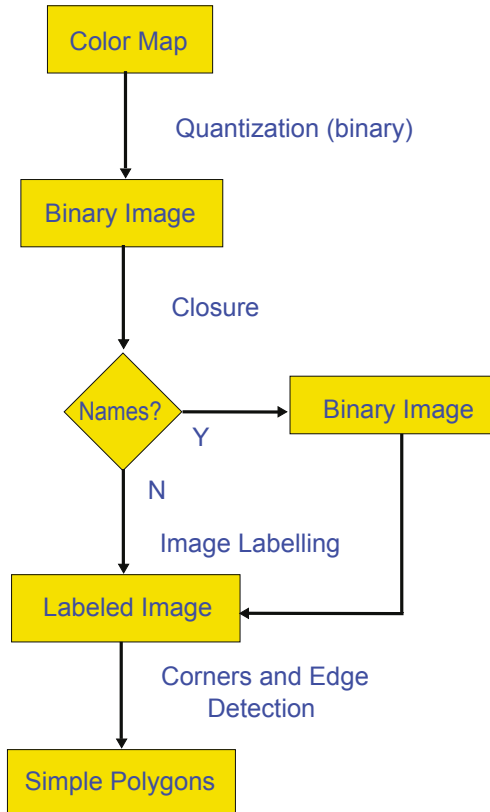 Color Map
Quantization (binary)
Binary Image
Closure
Names?
Binary Image
Y
N
Image Labelling
Labeled Image
Corners and Edge
Detection
Simple Polygons